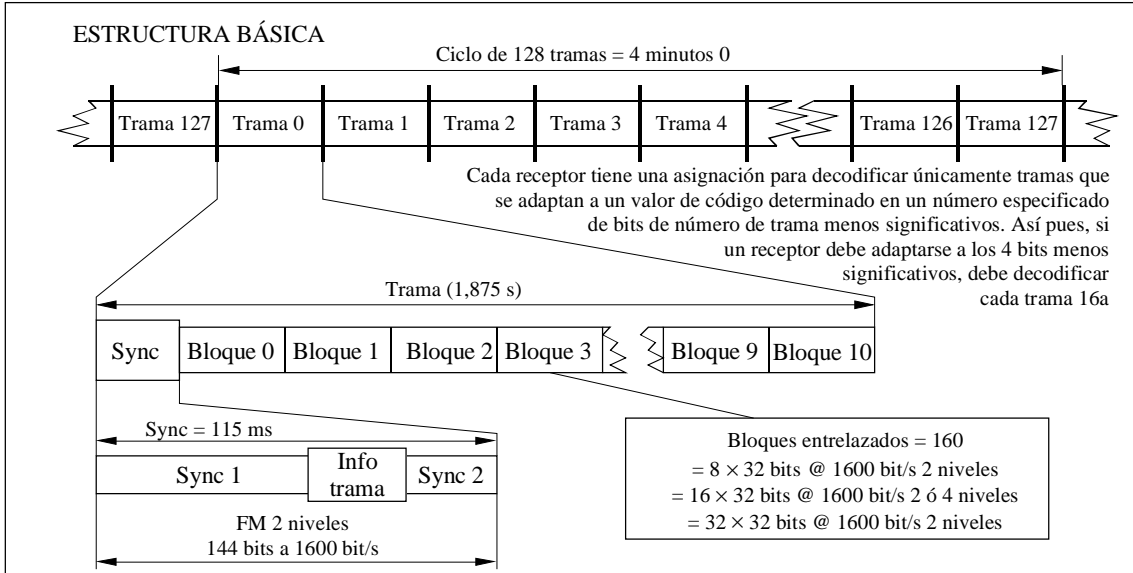 ESTRUCTURA BÁSICA
Ciclo de 128 tramas = 4 minutos 0
Trama 127 Trama 0 Trama 1 Trama 2 Trama 3 Trama 4 Trama 126 Trama 127
Cada receptor tiene una asignación para decodificar únicamente tramas que
se adaptan a un valor de código determinado en un número especificado
de bits de número de trama menos significativos. Así pues, si
un receptor debe adaptarse a los 4 bits menos
significativos, debe decodificar
cada trama 16a
Trama (1,875 s)
Sync Bloque 0 Bloque 1 Bloque 2 Bloque 3 Bloque 9 Bloque 10
Sync = 115 ms
Sync 1 Info trama Sync 2
FM 2 niveles
144 bits a 1600 bit/s
Bloques entrelazados = 160
= 8 × 32 bits @ 1600 bit/s 2 niveles
= 16 × 32 bits @ 1600 bit/s 2 ó 4 niveles
= 32 × 32 bits @ 1600 bit/s 2 niveles